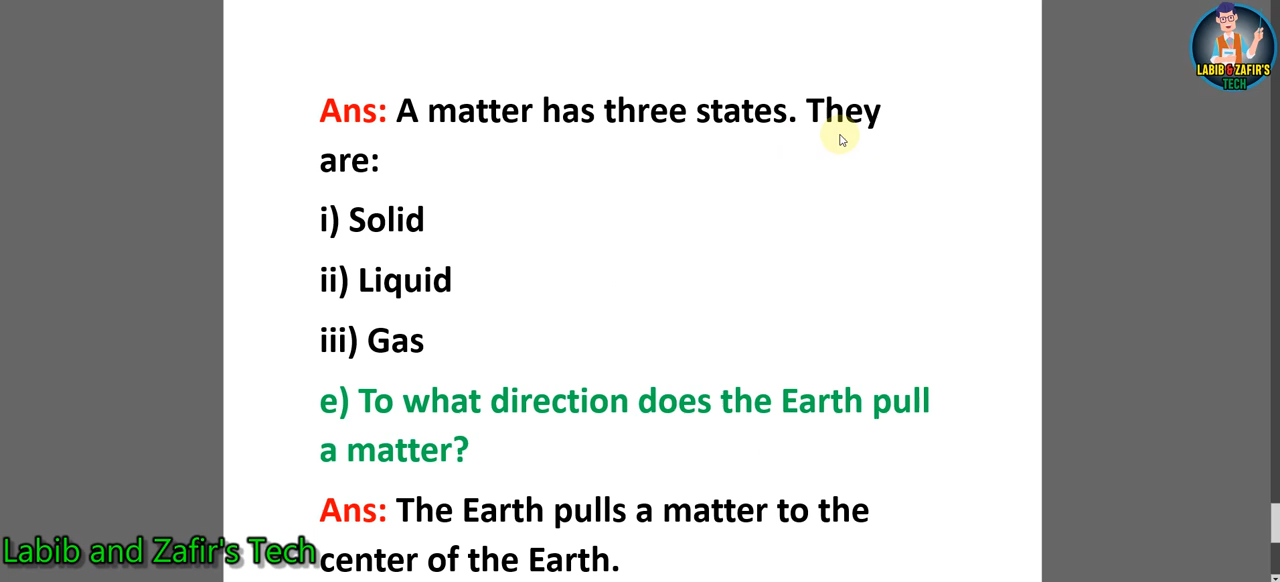 LABIB & ZAFIR'S
TECH
Ans: A matter has three states. They
are:
i) Solid
ii) Liquid
iii) Gas
e) To what direction does the Earth pull
a matter?
Ans: The Earth pulls a matter to the
center of the Earth.
Labib and Zafir's Tech